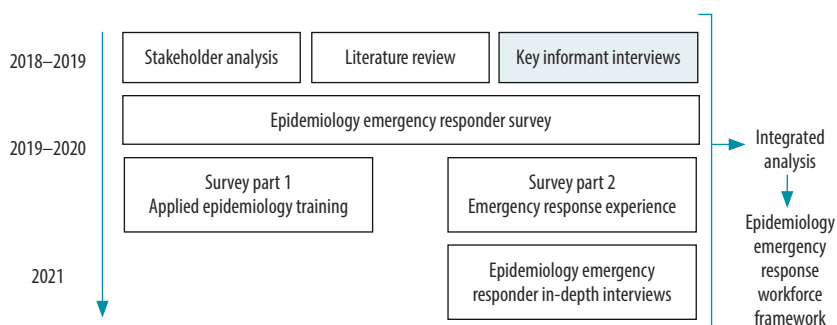 2018–2019
Stakeholder analysis
Literature review
Key informant interviews
Epidemiology emergency responder survey
2019–2020
Survey part 1
Applied epidemiology training
Survey part 2
Emergency response experience
2021
Epidemiology emergency
responder in-depth interviews
Integrated
analysis
Epidemiology
emergency
response
workforce
framework